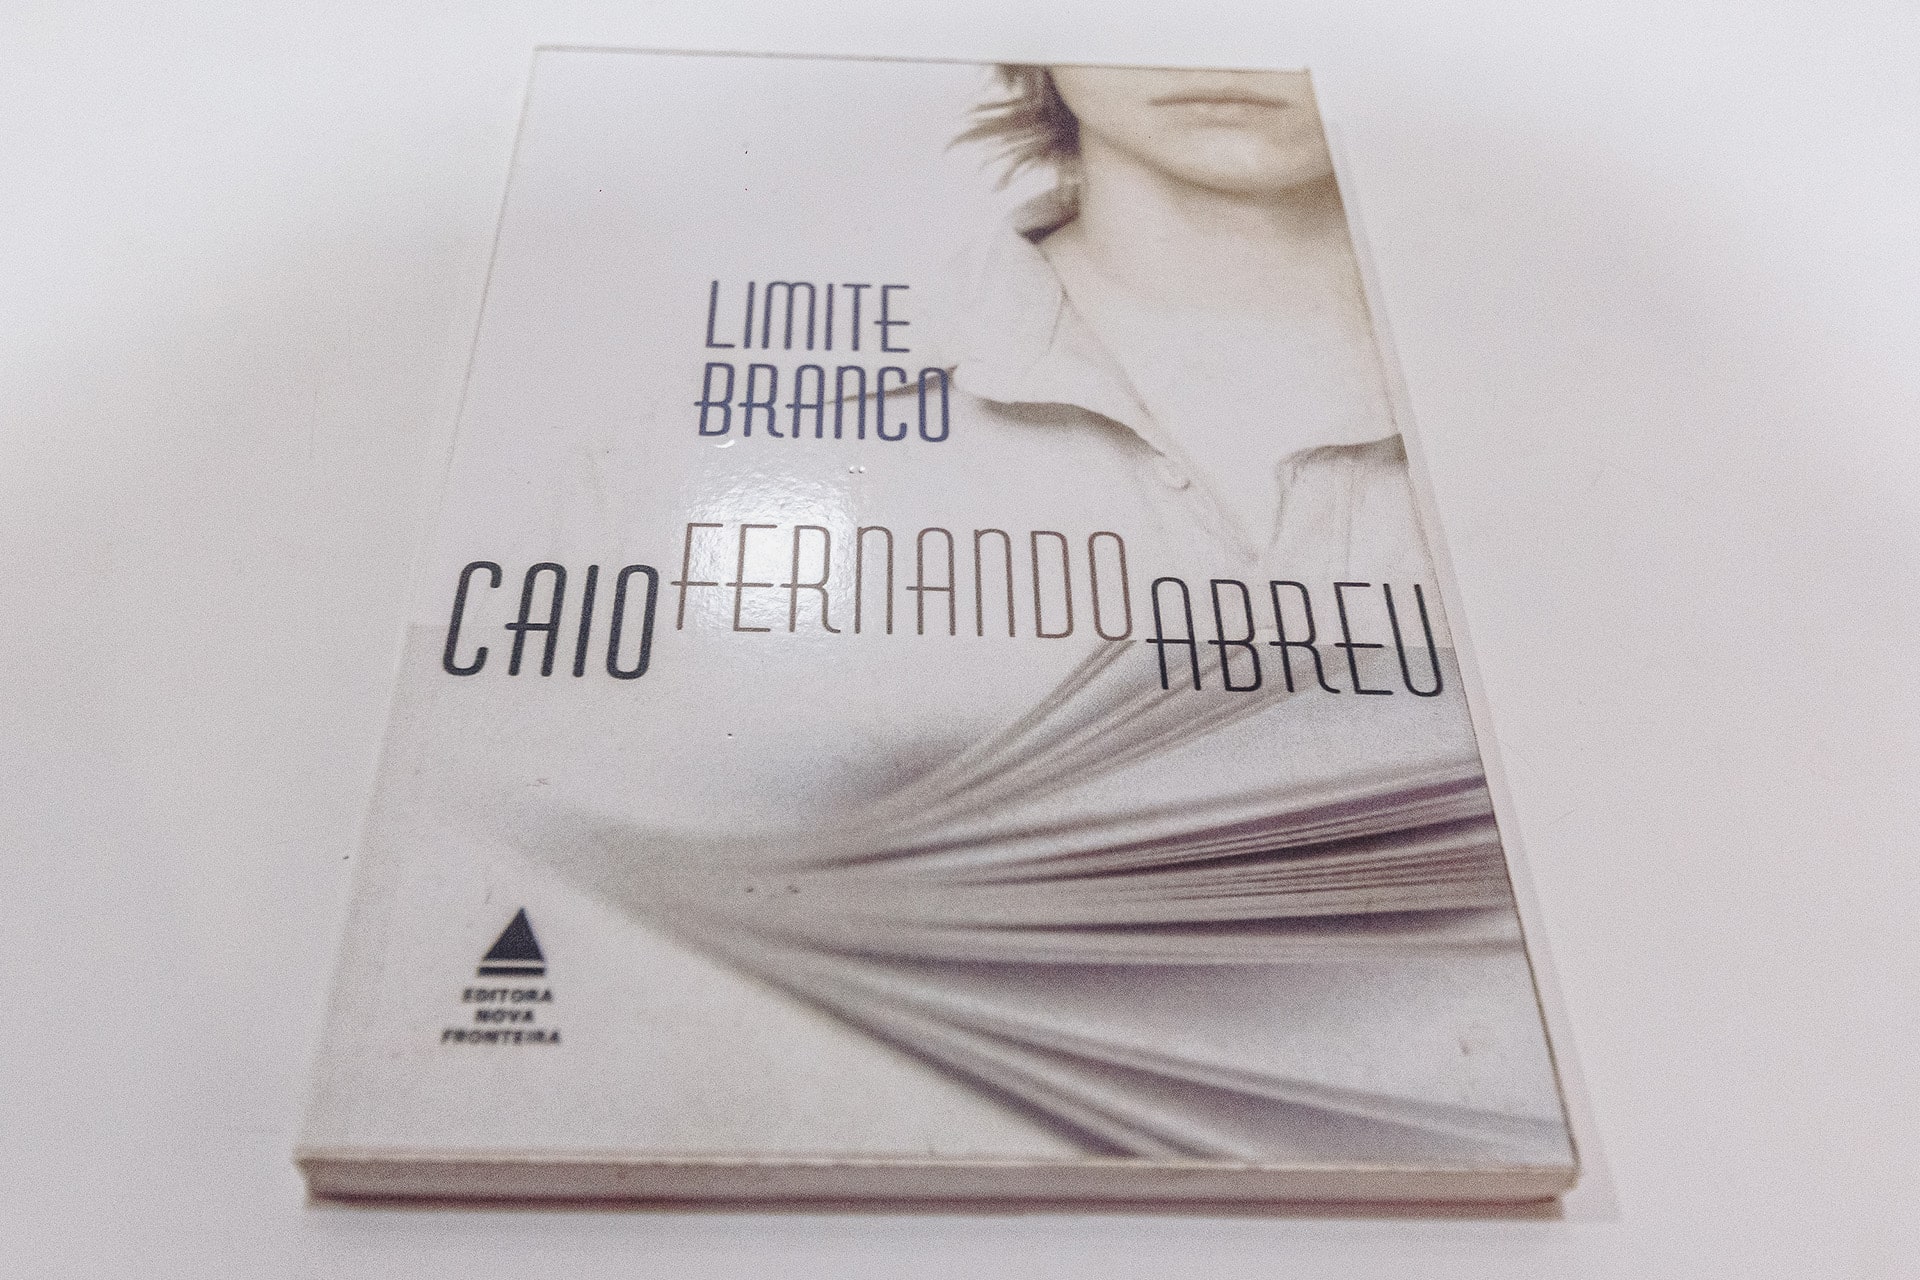 LIMITE
BRANCO
CAIO FERNANDO ABREU
EDITORA
NOVA
FRONTEIRA